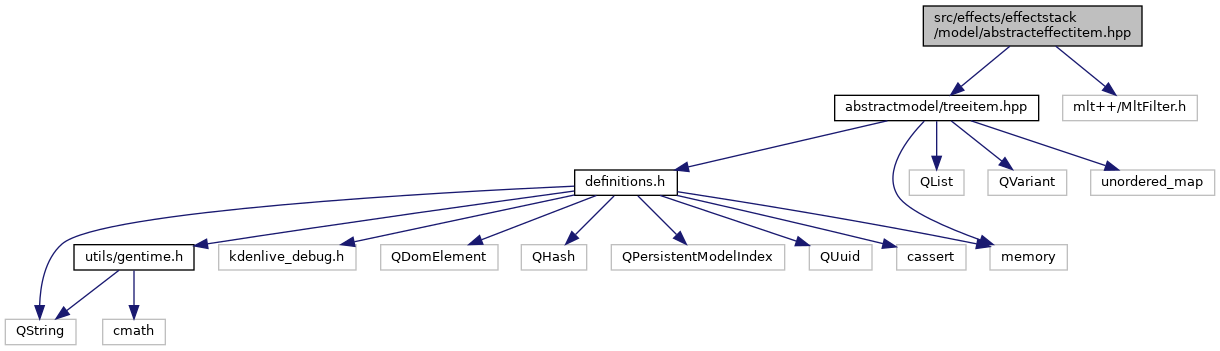 src/effects/effectstack
/model/abstracteffectitem.hpp
abstractmodel/treeitem.hpp
mlt++/MltFilter.h
definitions.h
QList
QVariant
unordered_map
utils/gentime.h
kdenlive_debug.h
QDomElement
QHash
QPersistentModelIndex
QUuid
cassert
memory
QString
cmath